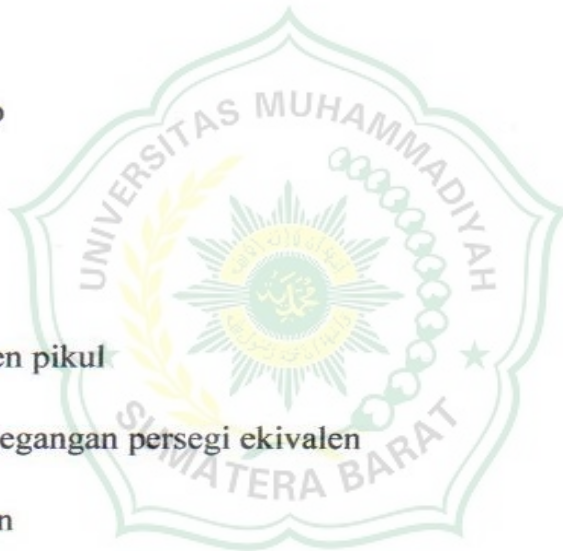 UNIVERSITAS MUHAMMADIYAH
en pikul
egangan persegi ekivalen
SUMATERA BARAT
n